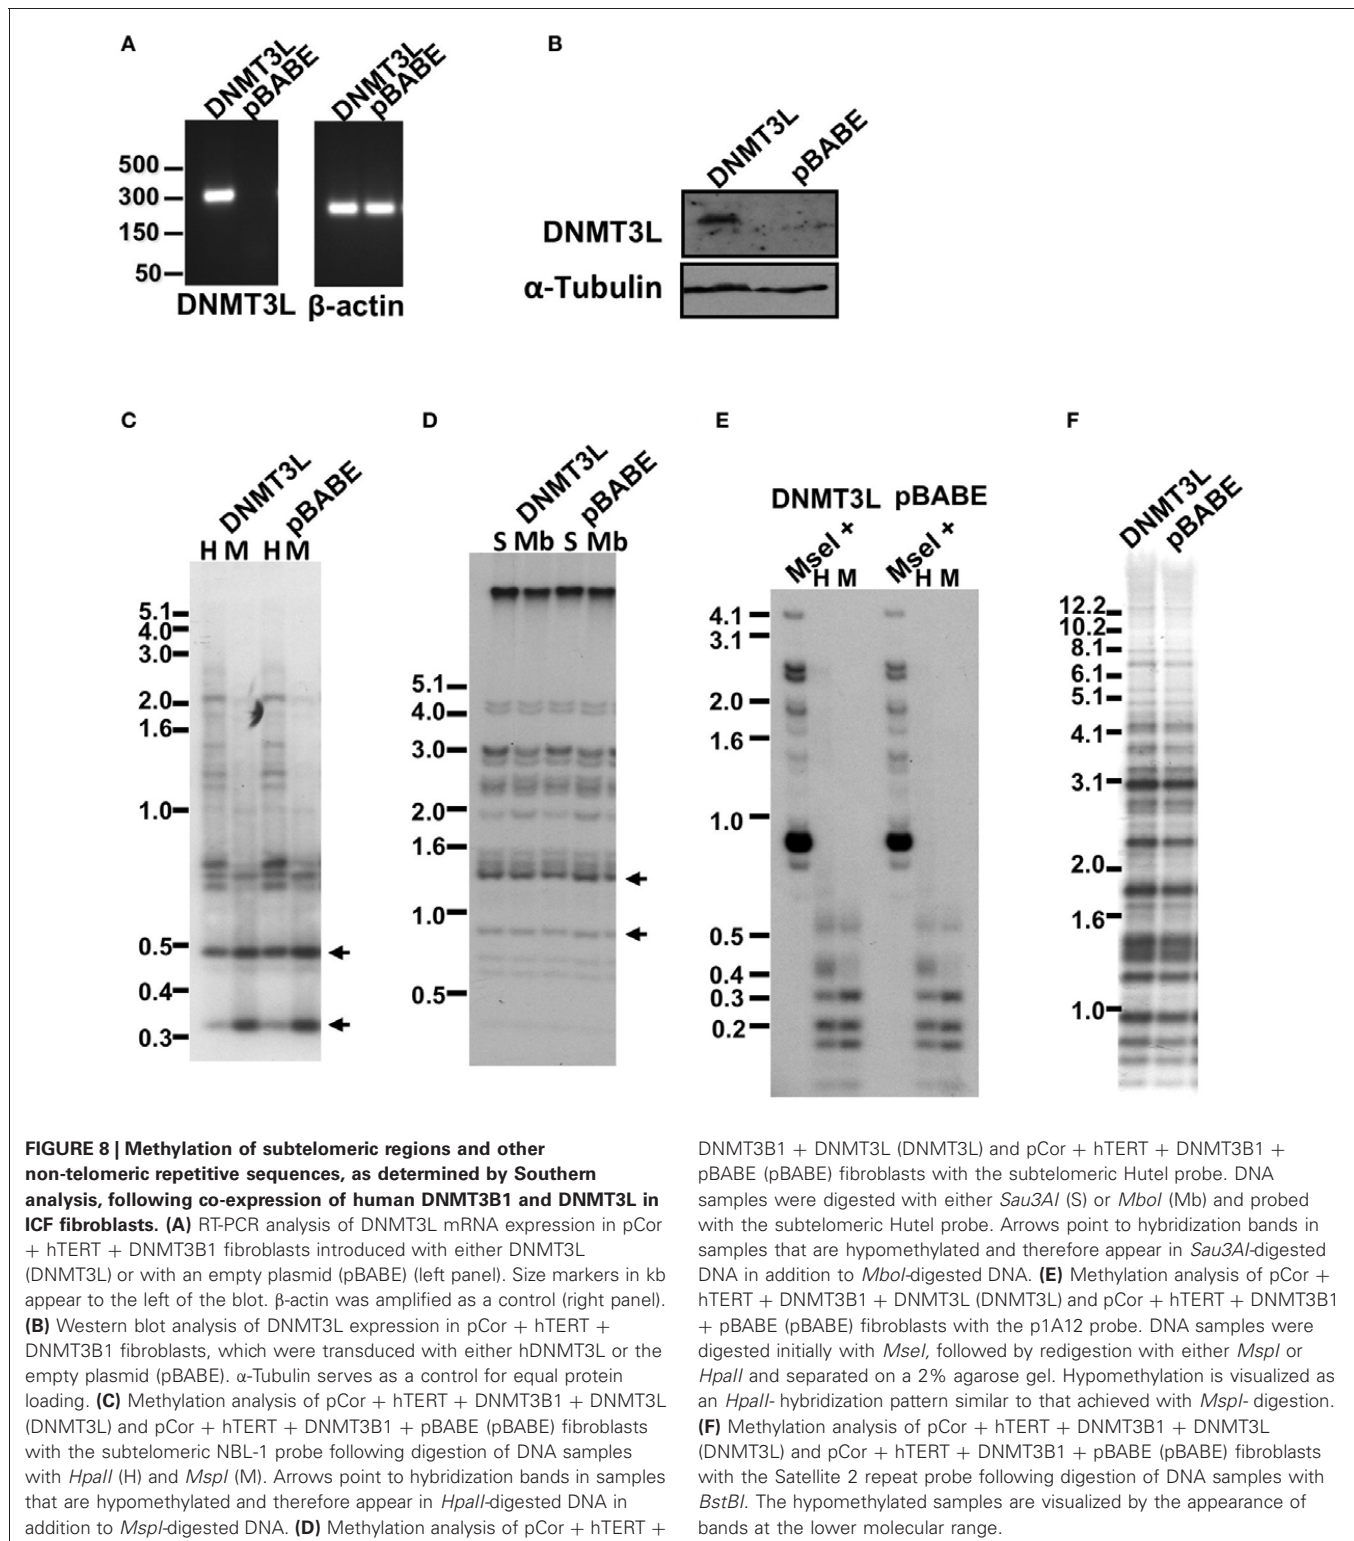 A
DNMT3L
pBABE
DNMT3L
pBABE
500
300
150
50
DNMT3L
β-actin
B
DNMT3L
pBABE
DNMT3L
α-Tubulin
C
DNMT3L
pBABE
H M H M
5.1
4.0
3.0
2.0
1.6
1.0
0.5
0.4
0.3
D
DNMT3L
pBABE
S Mb S Mb
5.1
4.0
3.0
2.0
1.6
1.0
0.5
E
DNMT3L pBABE
MseI + MseI +
H M H M
4.1
3.1
2.0
1.6
1.0
0.5
0.4
0.3
0.2
F
DNMT3L
pBABE
12.2
10.2
8.1
6.1
5.1
4.1
3.1
2.0
1.6
1.0
FIGURE 8 | Methylation of subtelomeric regions and other
non-telomeric repetitive sequences, as determined by Southern
analysis, following co-expression of human DNMT3B1 and DNMT3L in
ICF fibroblasts. (A) RT-PCR analysis of DNMT3L mRNA expression in pCor
+ hTERT + DNMT3B1 fibroblasts introduced with either DNMT3L
(DNMT3L) or with an empty plasmid (pBABE) (left panel). Size markers in kb
appear to the left of the blot. β-actin was amplified as a control (right panel).
(B) Western blot analysis of DNMT3L expression in pCor + hTERT +
DNMT3B1 fibroblasts, which were transduced with either hDNMT3L or the
empty plasmid (pBABE). α-Tubulin serves as a control for equal protein
loading. (C) Methylation analysis of pCor + hTERT + DNMT3B1 + DNMT3L
(DNMT3L) and pCor + hTERT + DNMT3B1 + pBABE (pBABE) fibroblasts
with the subtelomeric NBL-1 probe following digestion of DNA samples
with HpaII (H) and MspI (M). Arrows point to hybridization bands in samples
that are hypomethylated and therefore appear in HpaII-digested DNA in
addition to MspI-digested DNA. (D) Methylation analysis of pCor + hTERT +
DNMT3B1 + DNMT3L (DNMT3L) and pCor + hTERT + DNMT3B1 +
pBABE (pBABE) fibroblasts with the subtelomeric Hutel probe. DNA
samples were digested with either Sau3AI (S) or MboI (Mb) and probed
with the subtelomeric Hutel probe. Arrows point to hybridization bands in
samples that are hypomethylated and therefore appear in Sau3AI-digested
DNA in addition to MboI-digested DNA. (E) Methylation analysis of pCor +
hTERT + DNMT3B1 + DNMT3L (DNMT3L) and pCor + hTERT + DNMT3B1
+ pBABE (pBABE) fibroblasts with the p1A12 probe. DNA samples were
digested initially with MseI, followed by redigestion with either MspI or
HpaII and separated on a 2% agarose gel. Hypomethylation is visualized as
an HpaII- hybridization pattern similar to that achieved with MspI- digestion.
(F) Methylation analysis of pCor + hTERT + DNMT3B1 + DNMT3L
(DNMT3L) and pCor + hTERT + DNMT3B1 + pBABE (pBABE) fibroblasts
with the Satellite 2 repeat probe following digestion of DNA samples with
BstBI. The hypomethylated samples are visualized by the appearance of
bands at the lower molecular range.